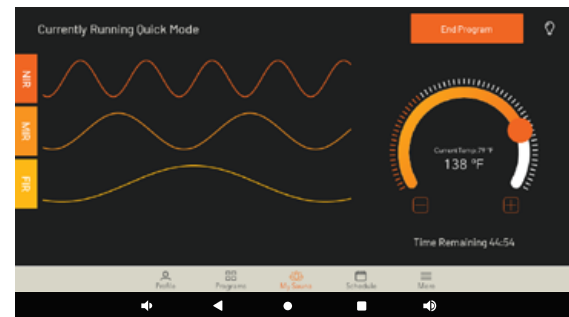 Currently Running Quick Mode
End Program
NIR
MIR
FIR
Current Temp: 79 °F
138 °F
Time Remaining 44:54
Profile
Programs
My Sauna
Schedule
More